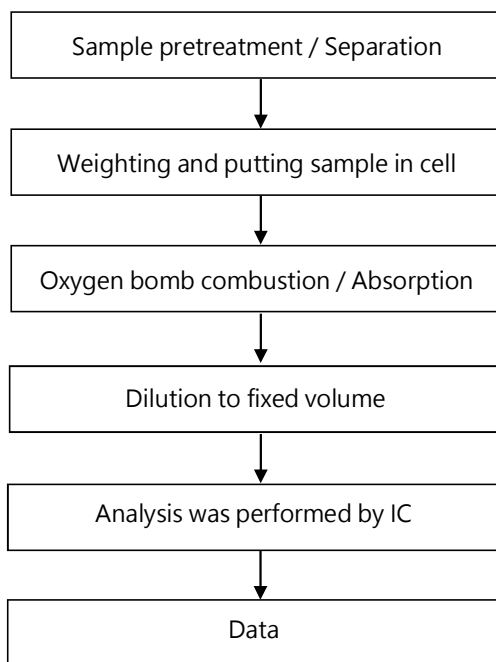 Sample pretreatment / Separation
Weighting and putting sample in cell
Oxygen bomb combustion / Absorption
Dilution to fixed volume
Analysis was performed by IC
Data